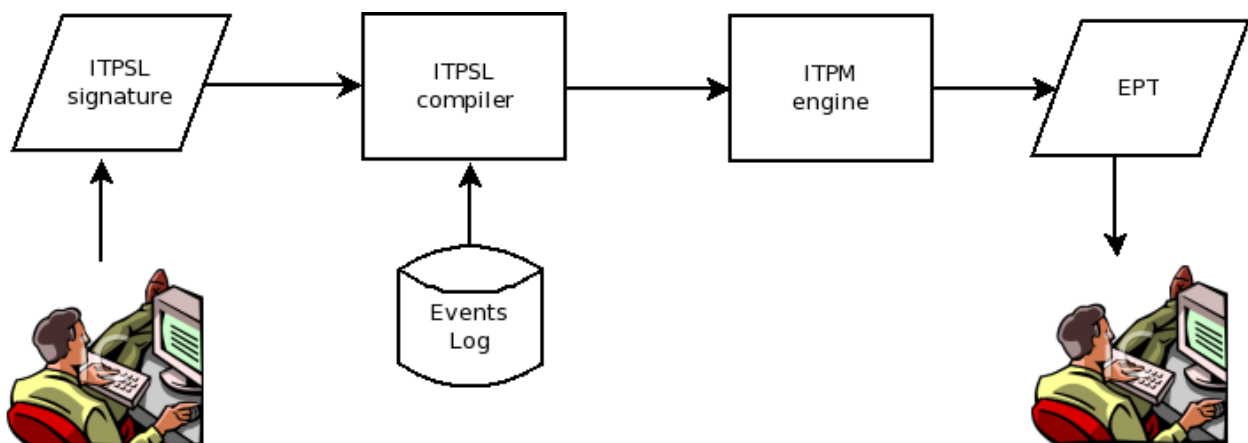 ITPSL
signature
ITPSL
compiler
ITPM
engine
EPT
Events
Log